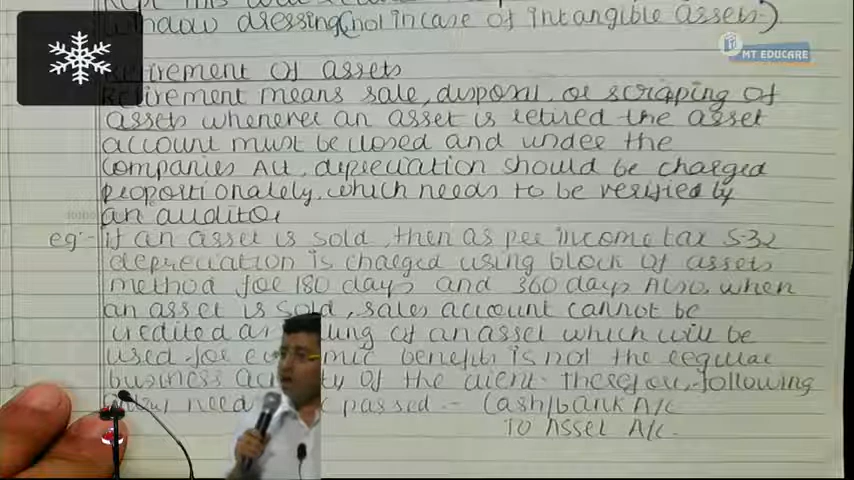 window dressing(not in case of intangible assets.)
MT EDUCARE
Retirement of assets
Retirement means sale, disposal, or scraping of
assets whenever an asset is retired the asset
account must be closed and under the
Companies Act, depreciation should be charged
proportionately, which needs to be verified by
an auditor
eg:- if an asset is sold, then as per income tax S-32
depreciation is charged using block of assets
method for 180 days and 360 days Also, when
an asset is sold, sales account cannot be
credited as of an asset which will be
used for benefits is not the regular
business of the client. Therefore, following
need passed - Cash/bank A/c
To Asset A/c.